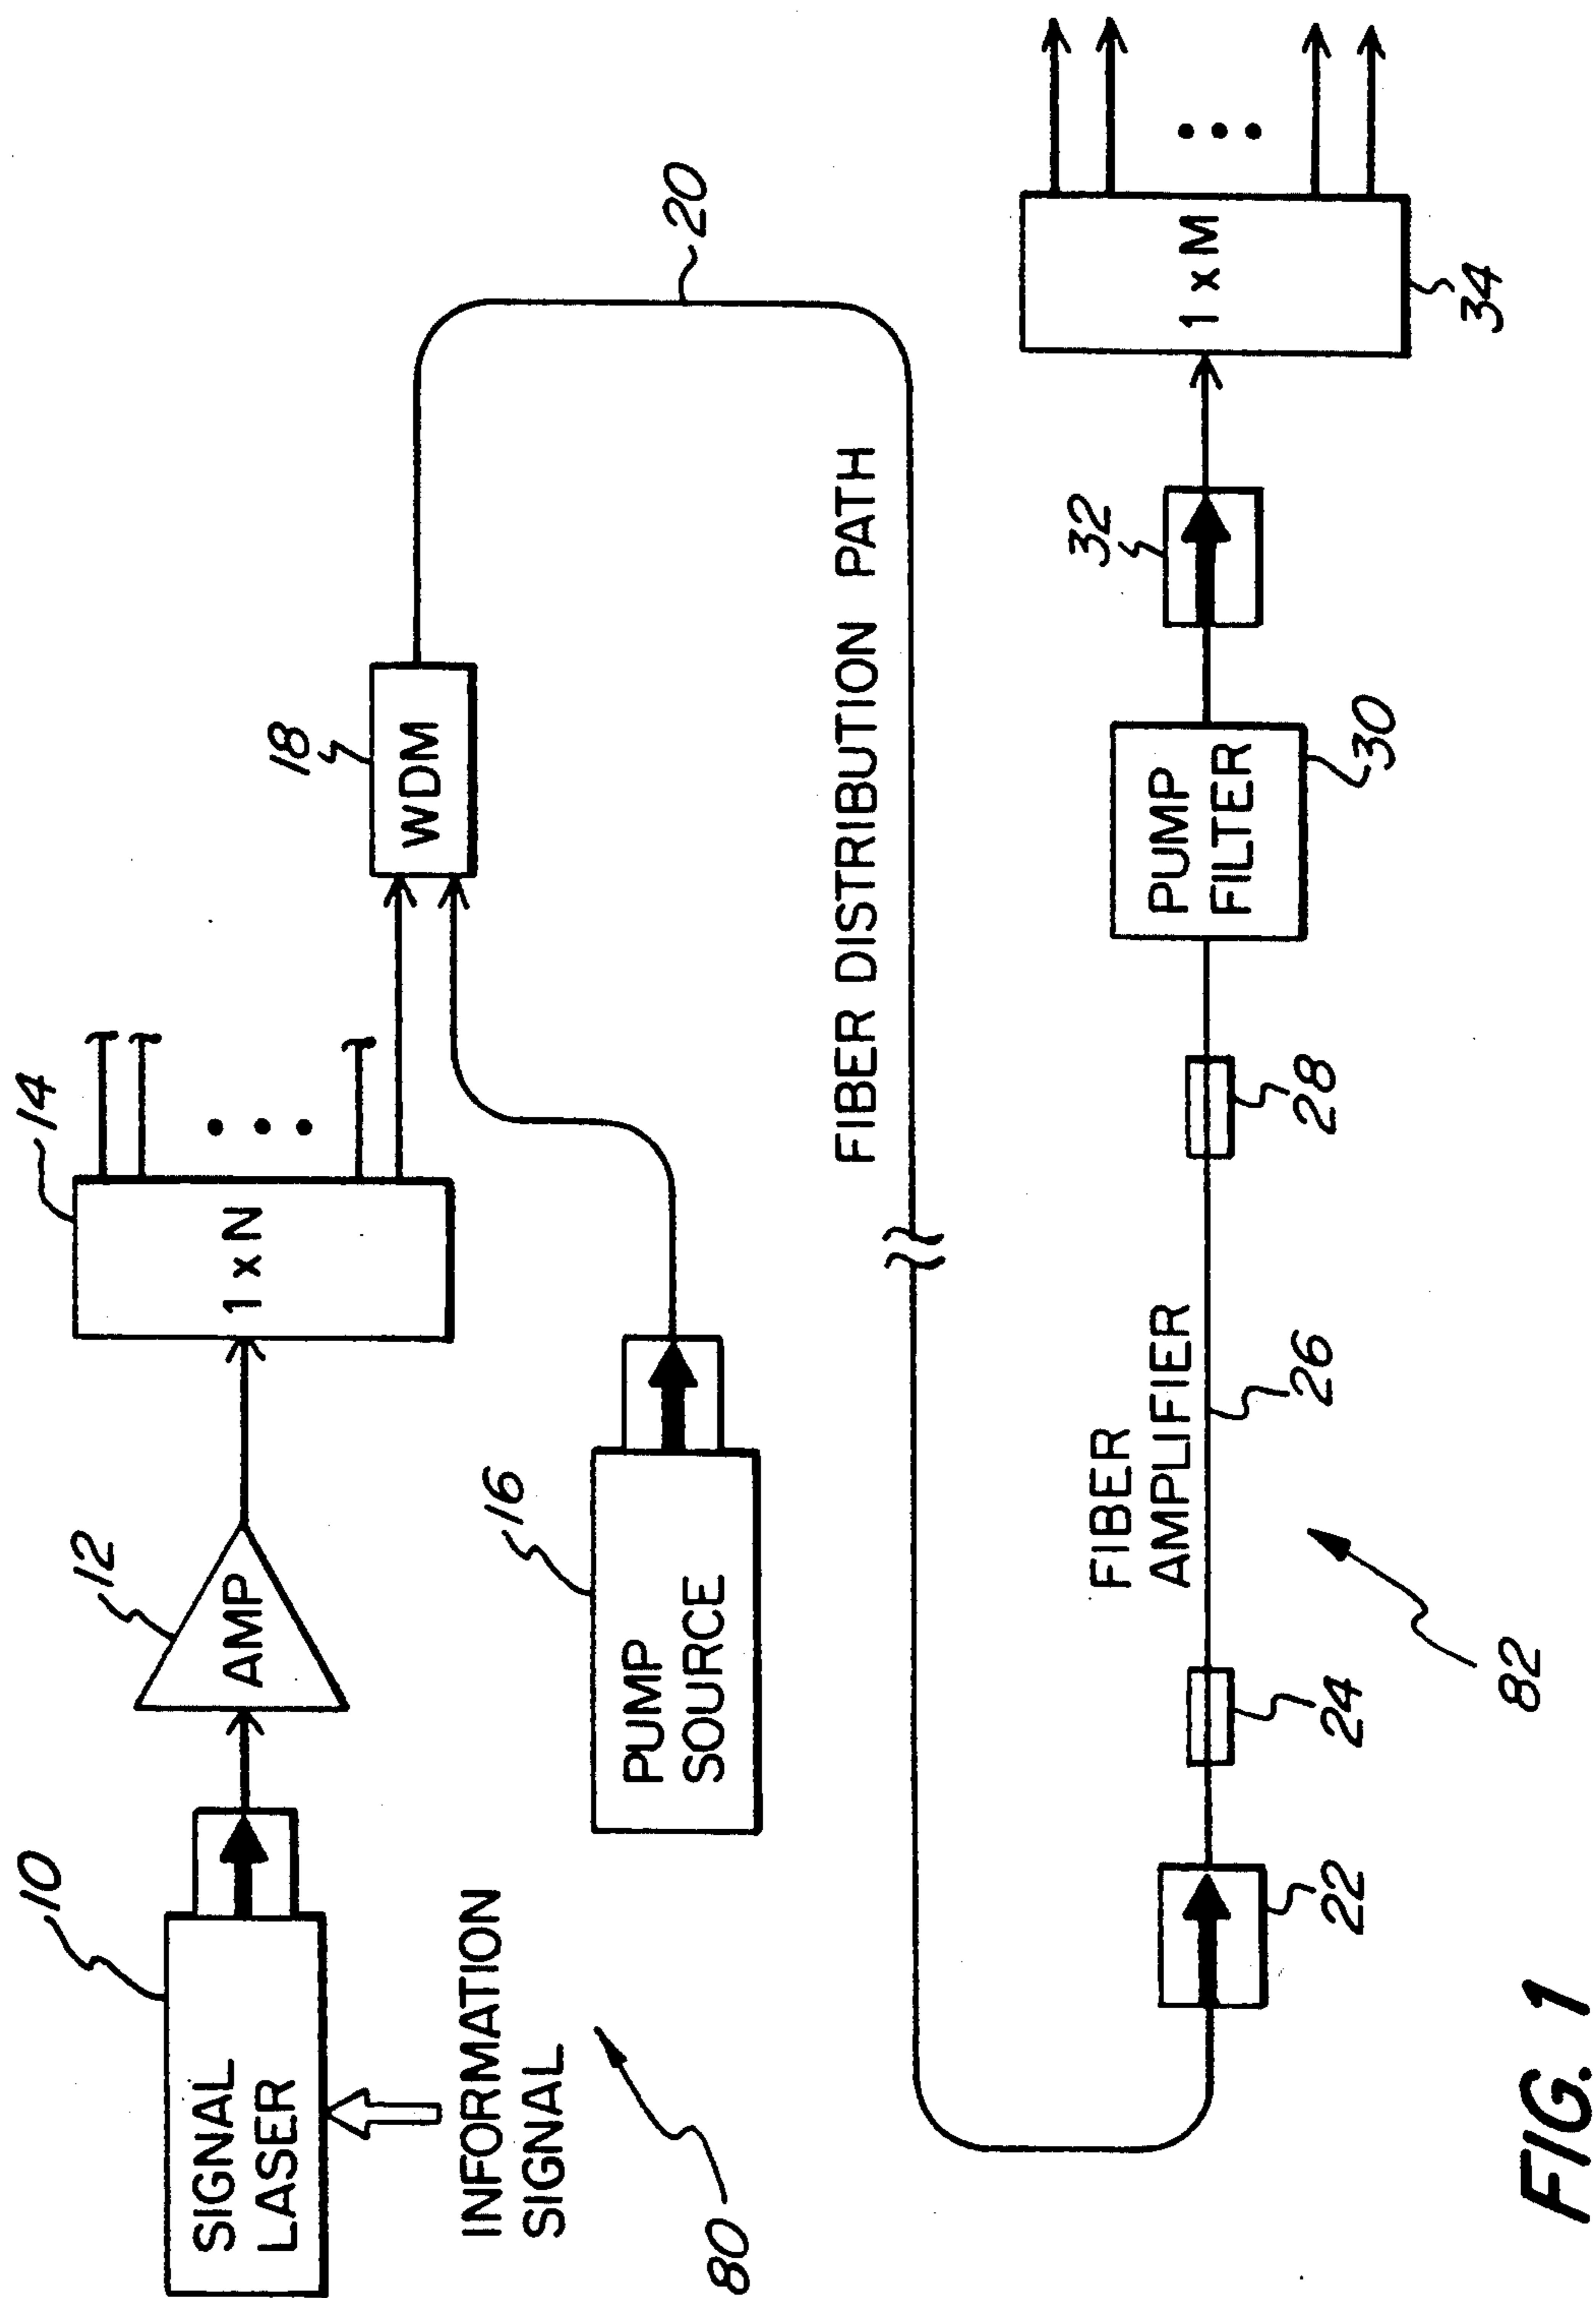 10
SIGNAL
LASER
INFORMATION
SIGNAL
80
12
AMP
14
1 x N
16
PUMP
SOURCE
18
WDM
20
FIBER DISTRIBUTION PATH
22
24
FIBER
AMPLIFIER
26
82
28
PUMP
FILTER
30
32
1 x M
34
FIG. 1